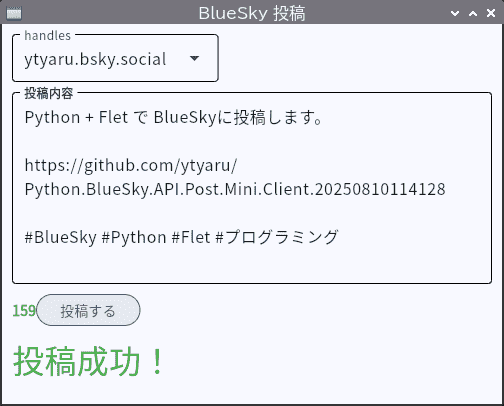 BlueSky 投稿
handles
ytyaru.bsky.social
投稿内容
Python + Flet で BlueSkyに投稿します。
https://github.com/ytyaru/
Python.BlueSky.API.Post.Mini.Client.20250810114128
#BlueSky #Python #Flet #プログラミング
159 投稿する
投稿成功！